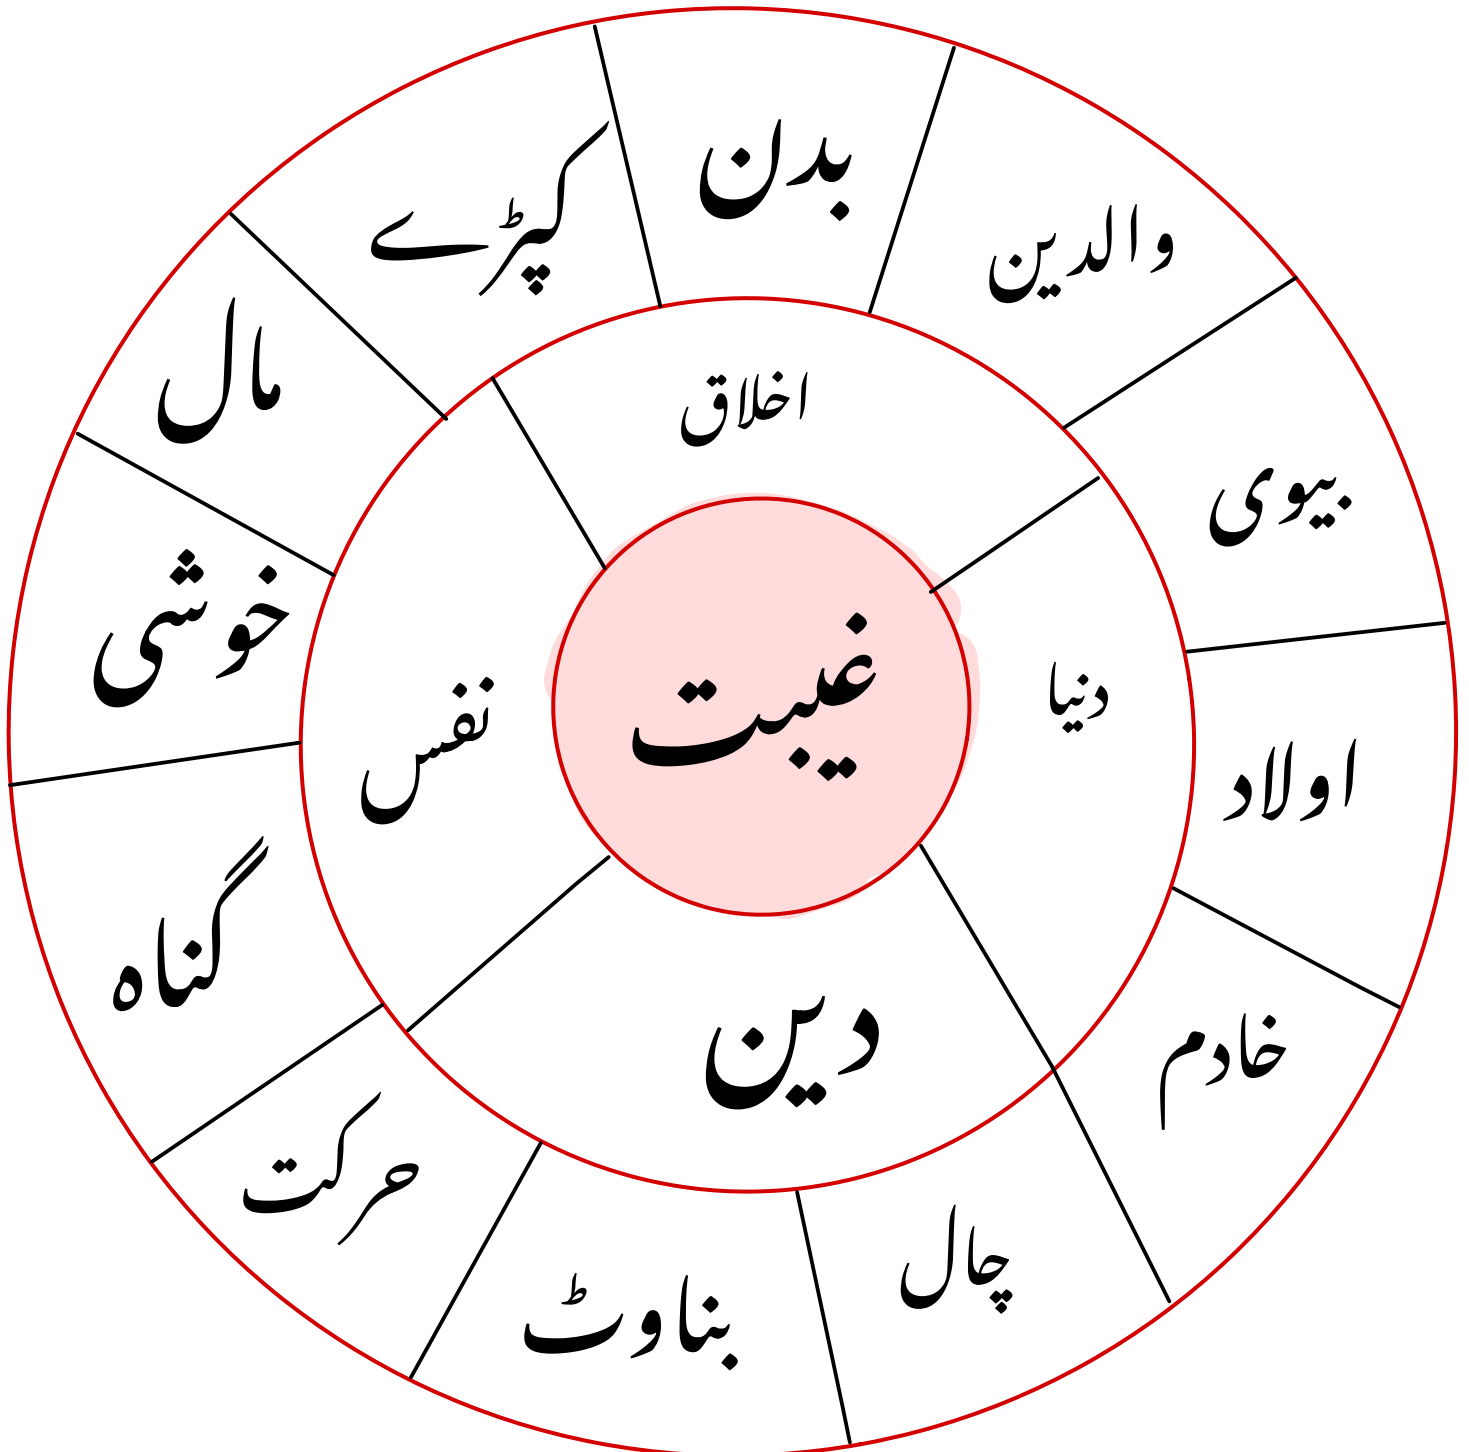 غیبت
اخلاق
دنیا
دین
نفس
بدن
والدین
بیوی
اولاد
خادم
چال
بناوٹ
حرکت
گناہ
خوشی
مال
کپڑے